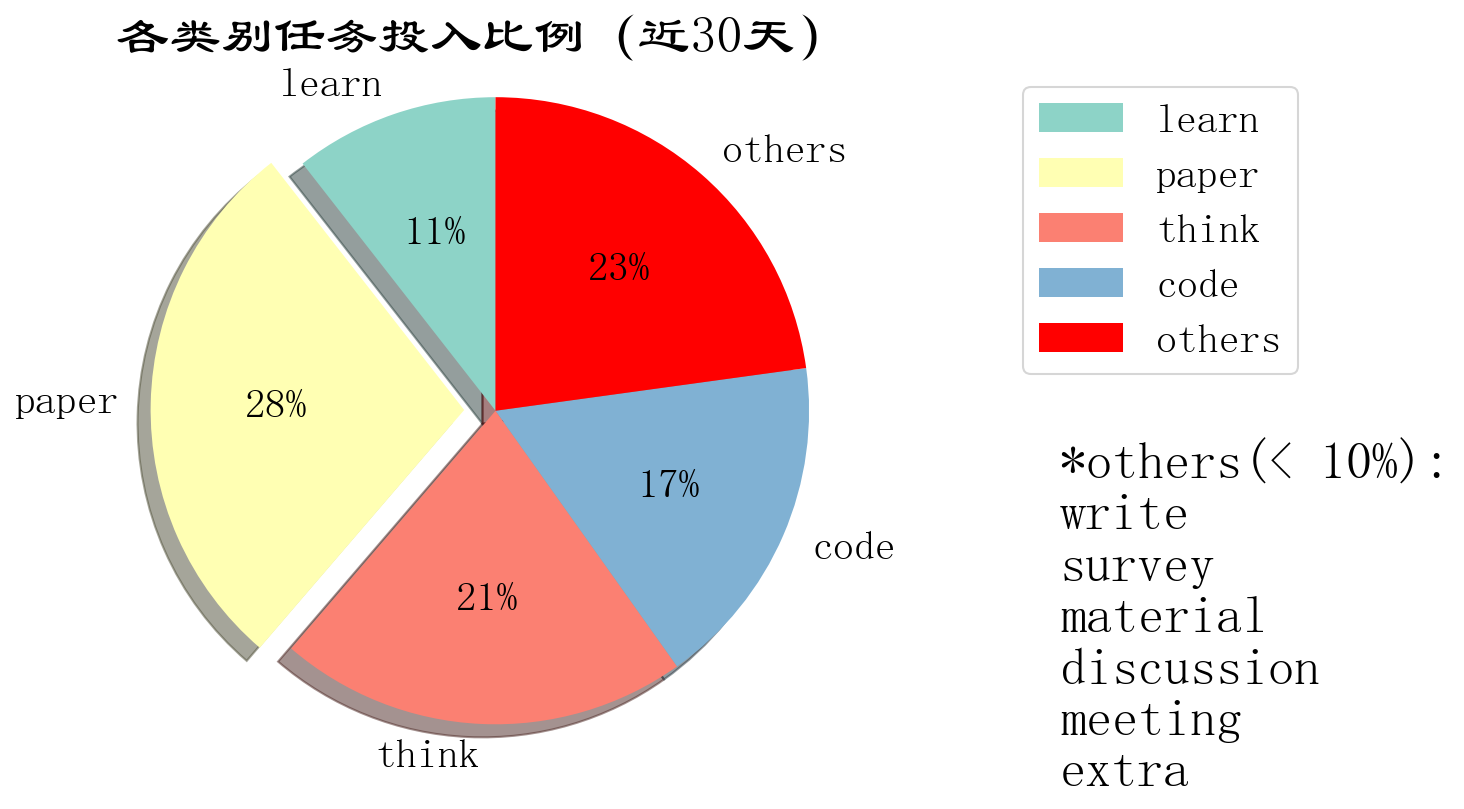 各类别任务投入比例 (近30天)
learn
others
11%
23%
paper
28%
17%
21%
code
think
learn
paper
think
code
others
*others(< 10%):
write
survey
material
discussion
meeting
extra